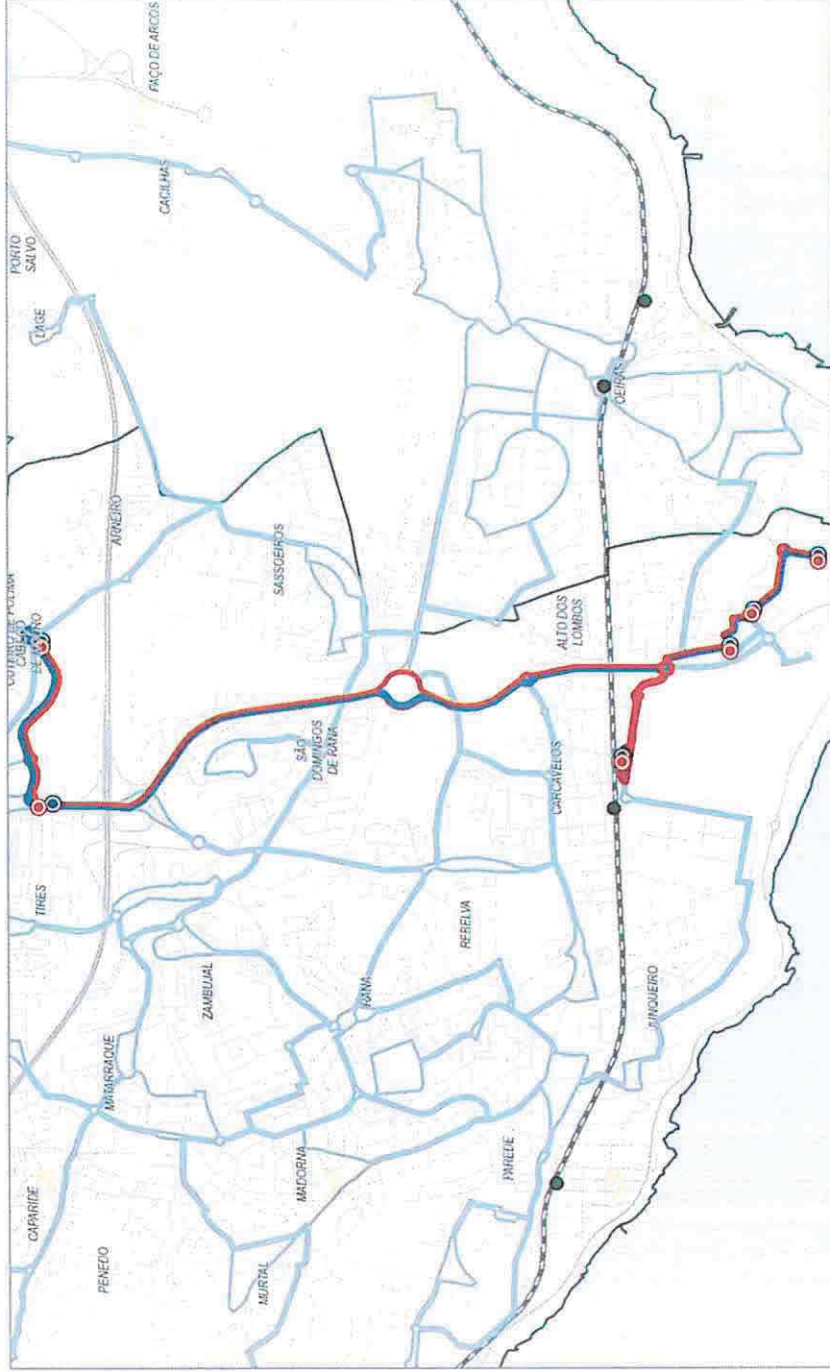 PAÇO DE ARCOS
CACILHAS
PORTO
SALVO
LAGE
OEIRAS
ARNEIRO
SASSOEIROS
ALTO DOS
LOMBOS
CABEÇO
SÃO
DOMINGOS
DE RANA
CARCAVELOS
TIRES
ZAMBUJAL
REBELVA
RANA
JUNQUEIRO
MATARRAQUE
MADORNA
PAREDE
CAPARIDE
PENEDO
MURTAL